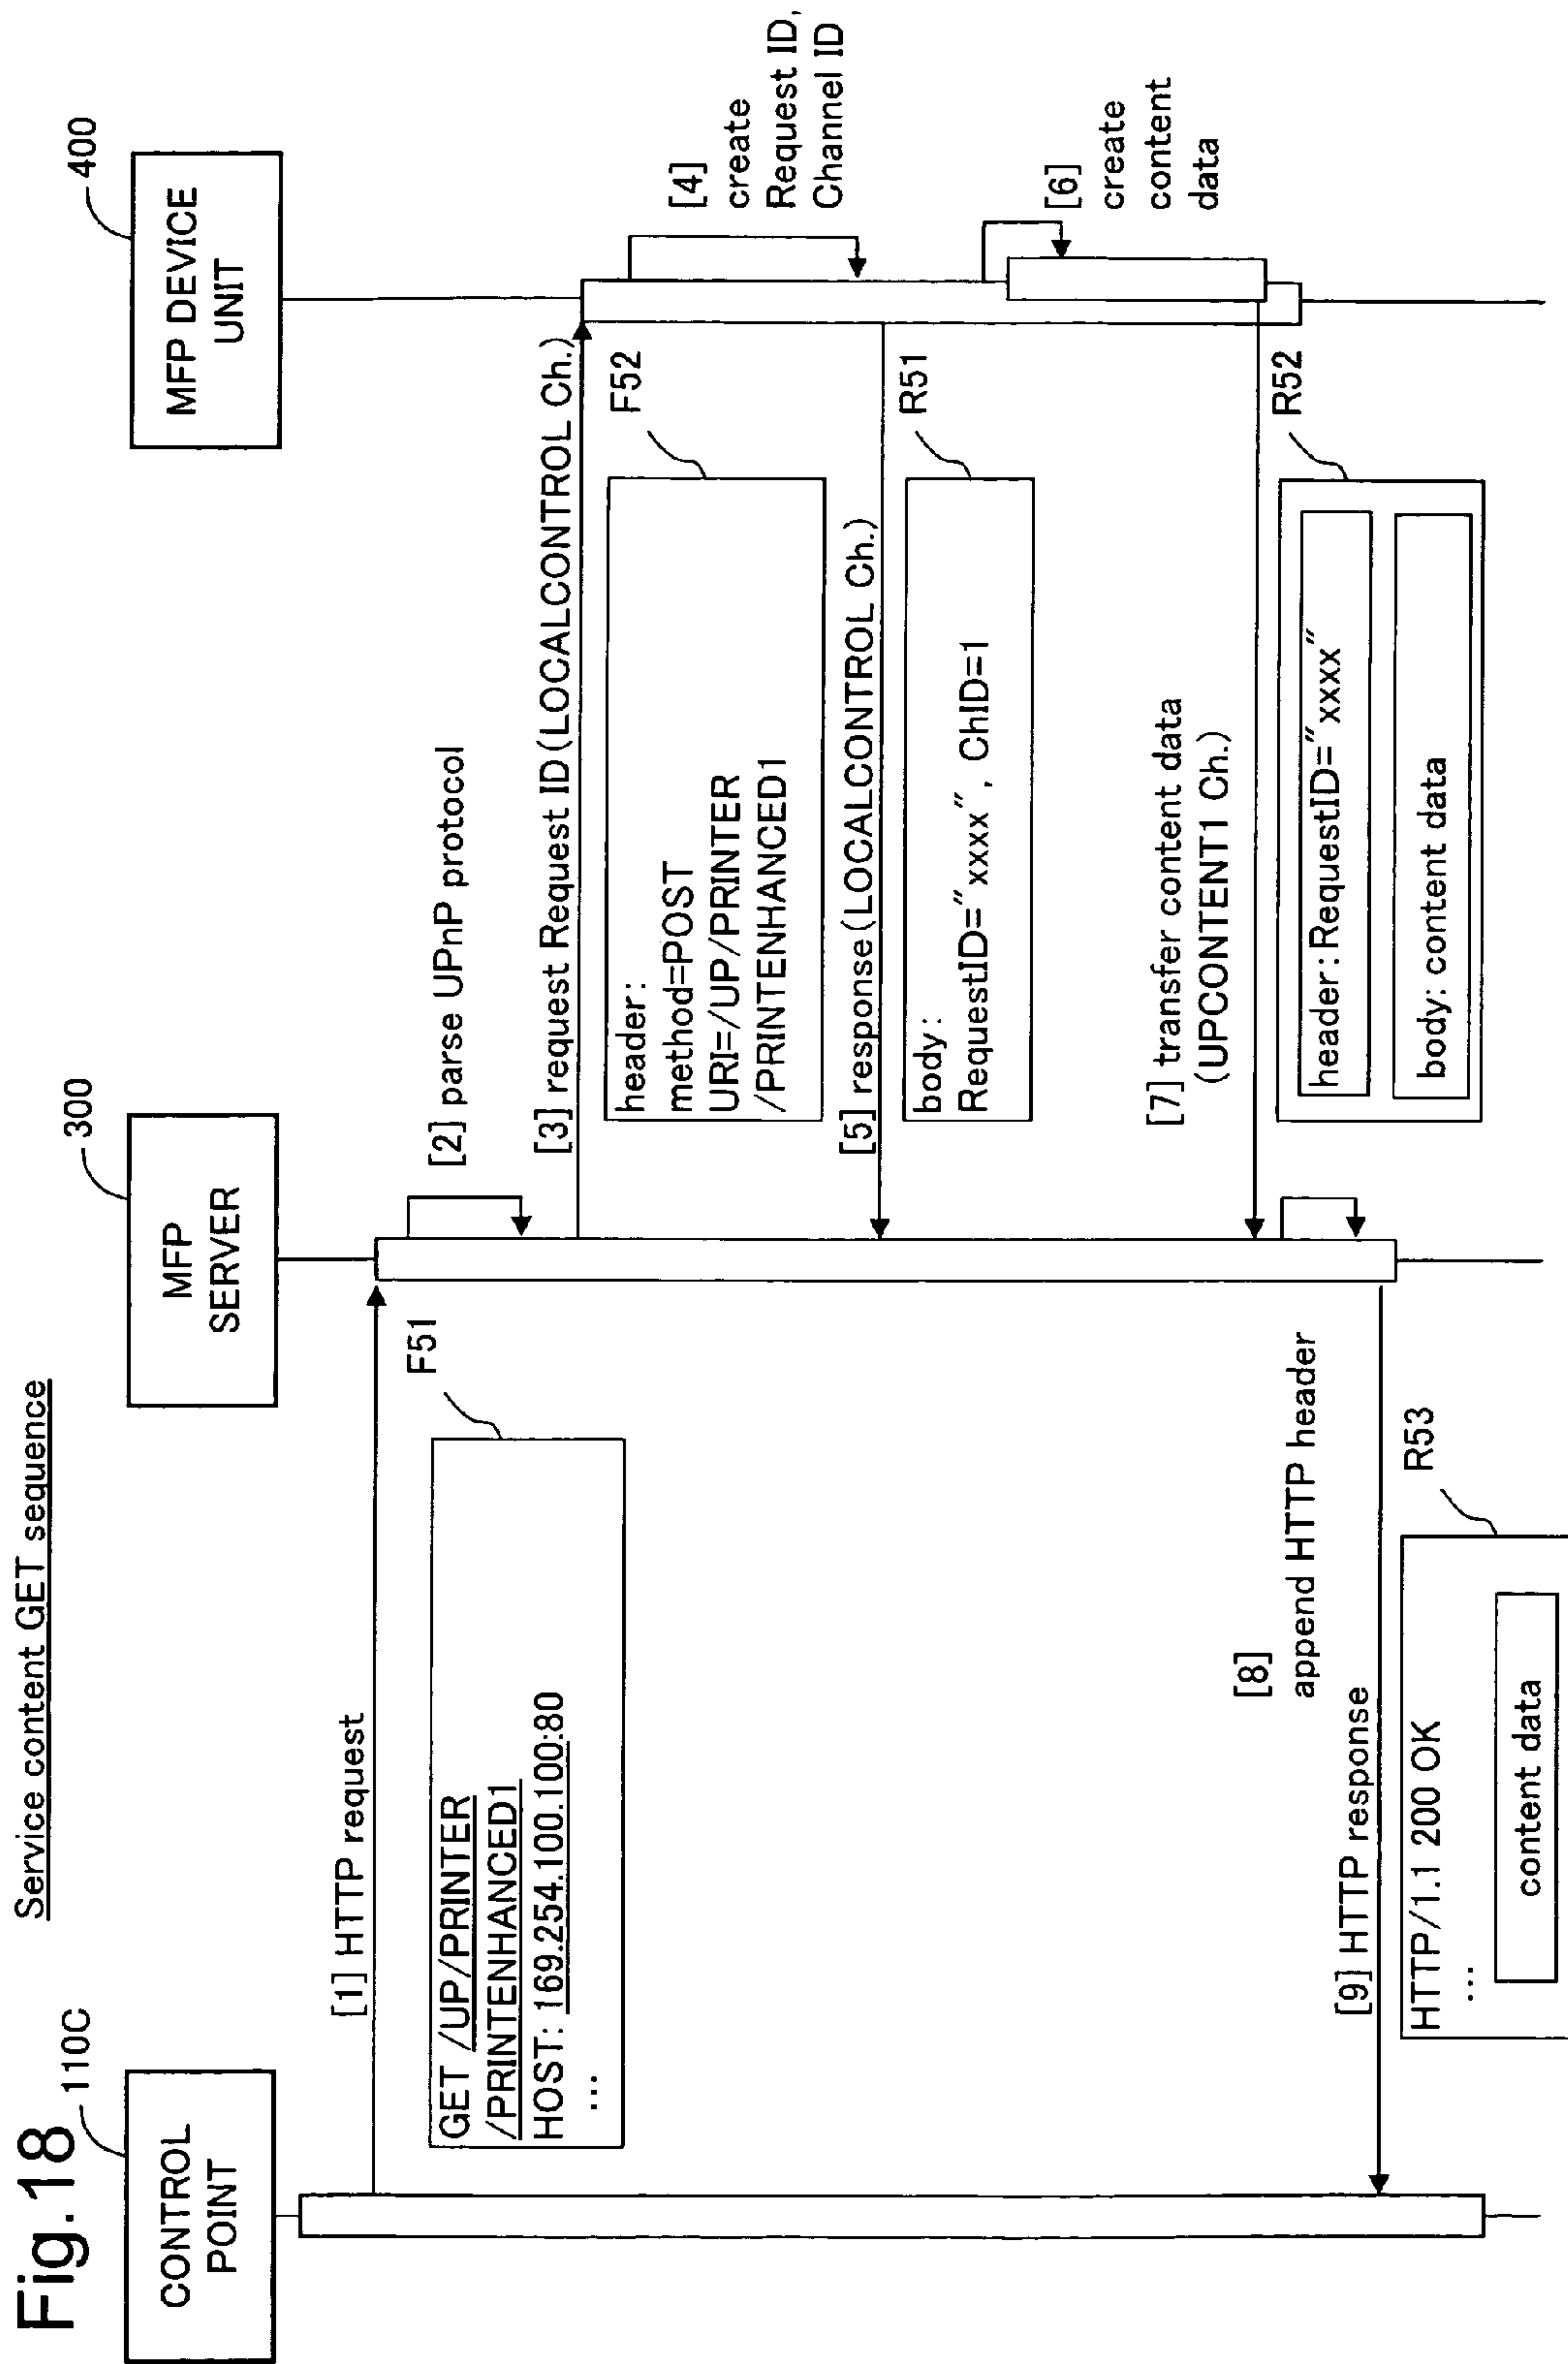 Fig.18
Service content GET sequence
110C
CONTROL
POINT
300
MFP
SERVER
400
MFP DEVICE
UNIT
[1] HTTP request
F51
GET /UP/PRINTER
/PRINTENHANCED1
HOST: 169.254.100.100:80
...
[2] parse UPnP protocol
[3] request Request ID(LOCALCONTROL Ch.)
F52
header:
method=POST
URI=/UP/PRINTER
/PRINTENHANCED1
[4]
create
Request ID,
Channel ID
[5] response(LOCALCONTROL Ch.)
R51
body:
RequestID="xxxx", ChID=1
[6]
create
content
data
[7] transfer content data
(UPCONTENT1 Ch.)
R52
header:RequestID="xxxx"
body: content data
[8]
append HTTP header
[9] HTTP response
R53
HTTP/1.1 200 OK
...
content data